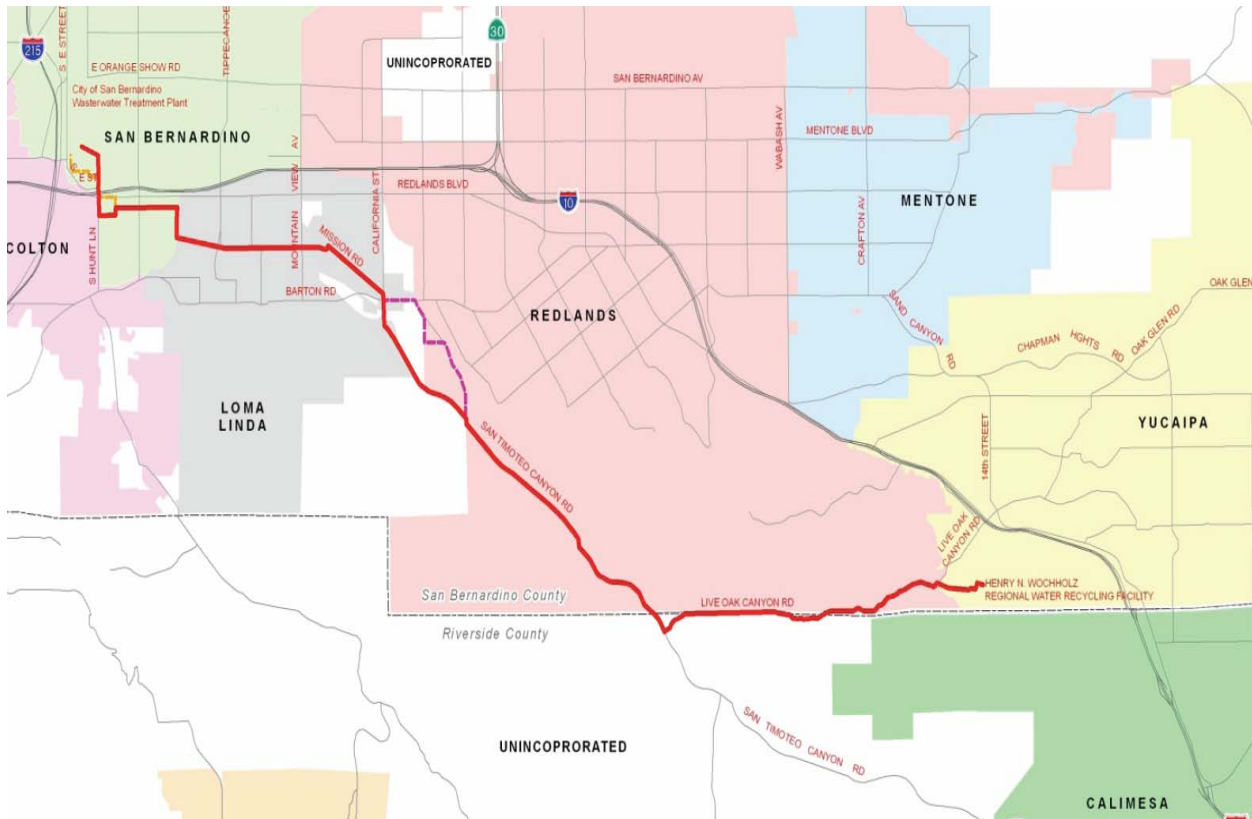 30
215
S E STREET
TIPPECANOE
UNINCOPRORATED
E ORANGE SHOW RD
SAN BERNARDINO AV
City of San Bernardino
Wasterwater Treatment Plant
SAN BERNARDINO
MENTONE BLVD
WABASH AV
MOUNTAIN VIEW AV
CALIFORNIA ST
REDLANDS BLVD
10
MENTONE
CRAFTON AV
COLTON
S HUNT LN
MISSION RD
BARTON RD
REDLANDS
SAND CANYON RD
CHAPMAN HGHTS RD
OAK GLEN RD
OAK GLEN
LOMA
LINDA
YUCAIPA
14th STREET
SAN TIMOTEO CANYON RD
LIVE OAK
CANYON RD
HENRY N. WOCHHOLZ
REGIONAL WATER RECYCLING FACILITY
San Bernardino County
LIVE OAK CANYON RD
Riverside County
SAN TIMOTEO CANYON RD
UNINCOPRORATED
CALIMESA